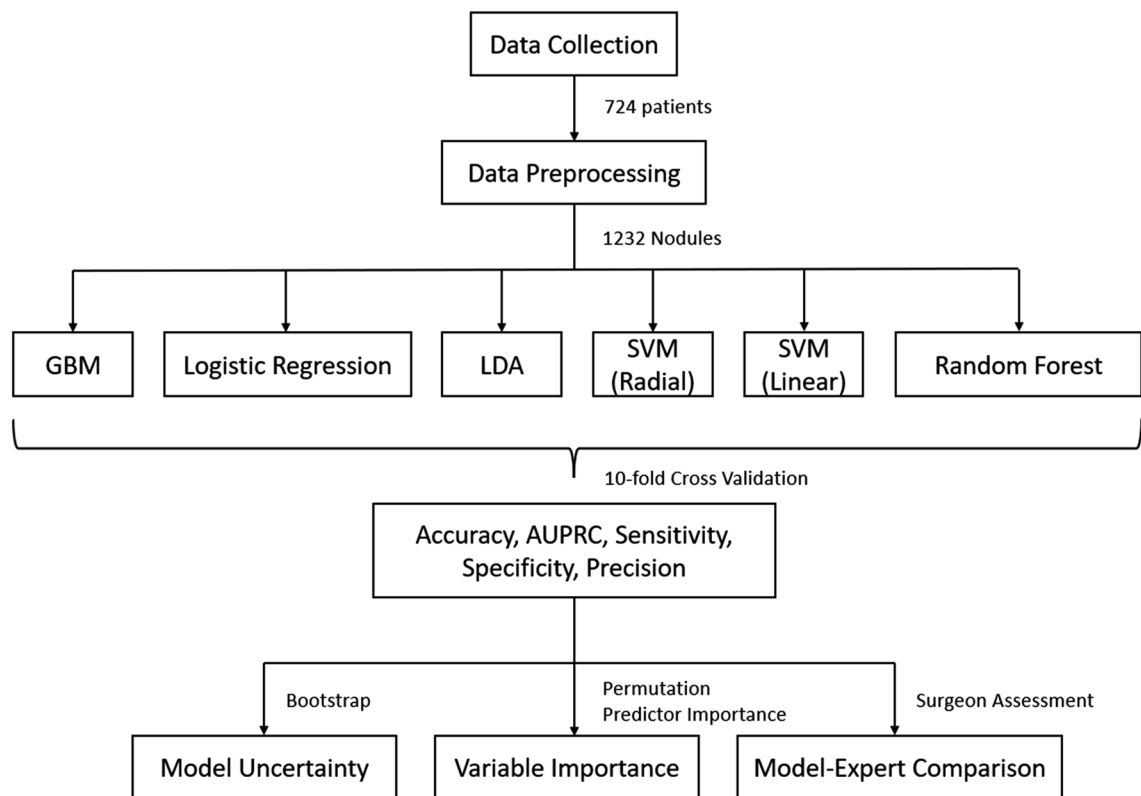 Data Collection
724 patients
Data Preprocessing
1232 Nodules
GBM
Logistic Regression
LDA
SVM
(Radial)
SVM
(Linear)
Random Forest
10-fold Cross Validation
Accuracy, AUPRC, Sensitivity,
Specificity, Precision
Bootstrap
Permutation
Predictor Importance
Surgeon Assessment
Model Uncertainty
Variable Importance
Model-Expert Comparison